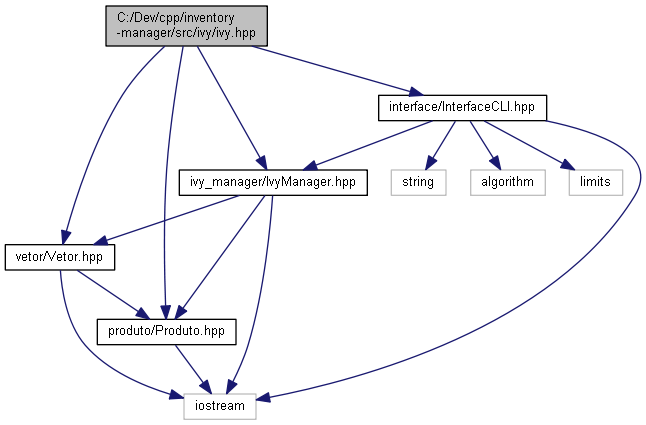 C:/Dev/cpp/inventory
-manager/src/ivy/ivy.hpp
interface/InterfaceCLI.hpp
ivy_manager/IvyManager.hpp
string
algorithm
limits
vetor/Vetor.hpp
produto/Produto.hpp
iostream